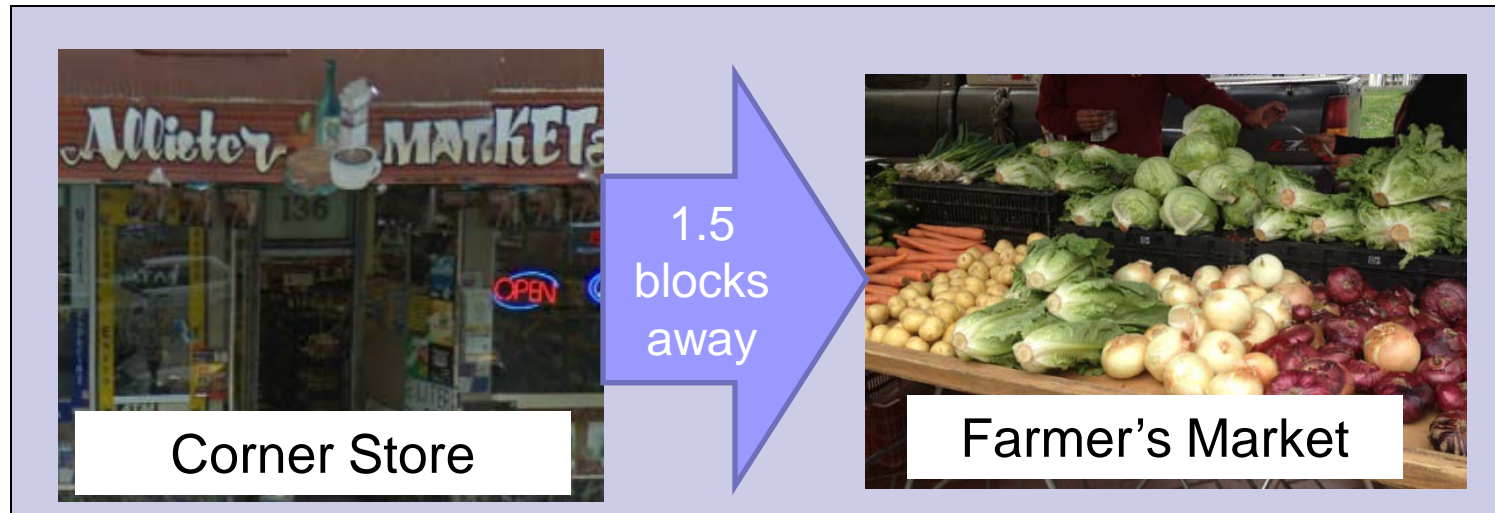 Allister MARKET
136
OPEN
1.5
blocks
away
Corner Store
Farmer's Market